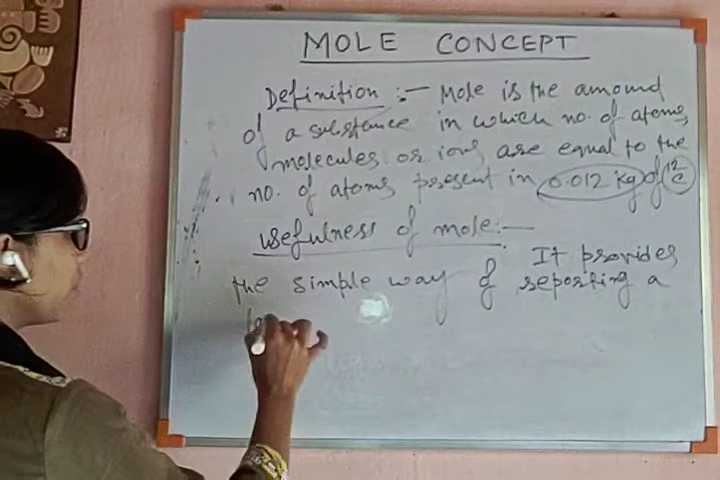 MOLE CONCEPT
Definition :— Mole is the amound
of a substance in which no. of atoms,
molecules or ions are equal to the
no. of atoms present in 0.012 kg of 12C
Usefulness of mole:—
It provides
the simple way of reporting a